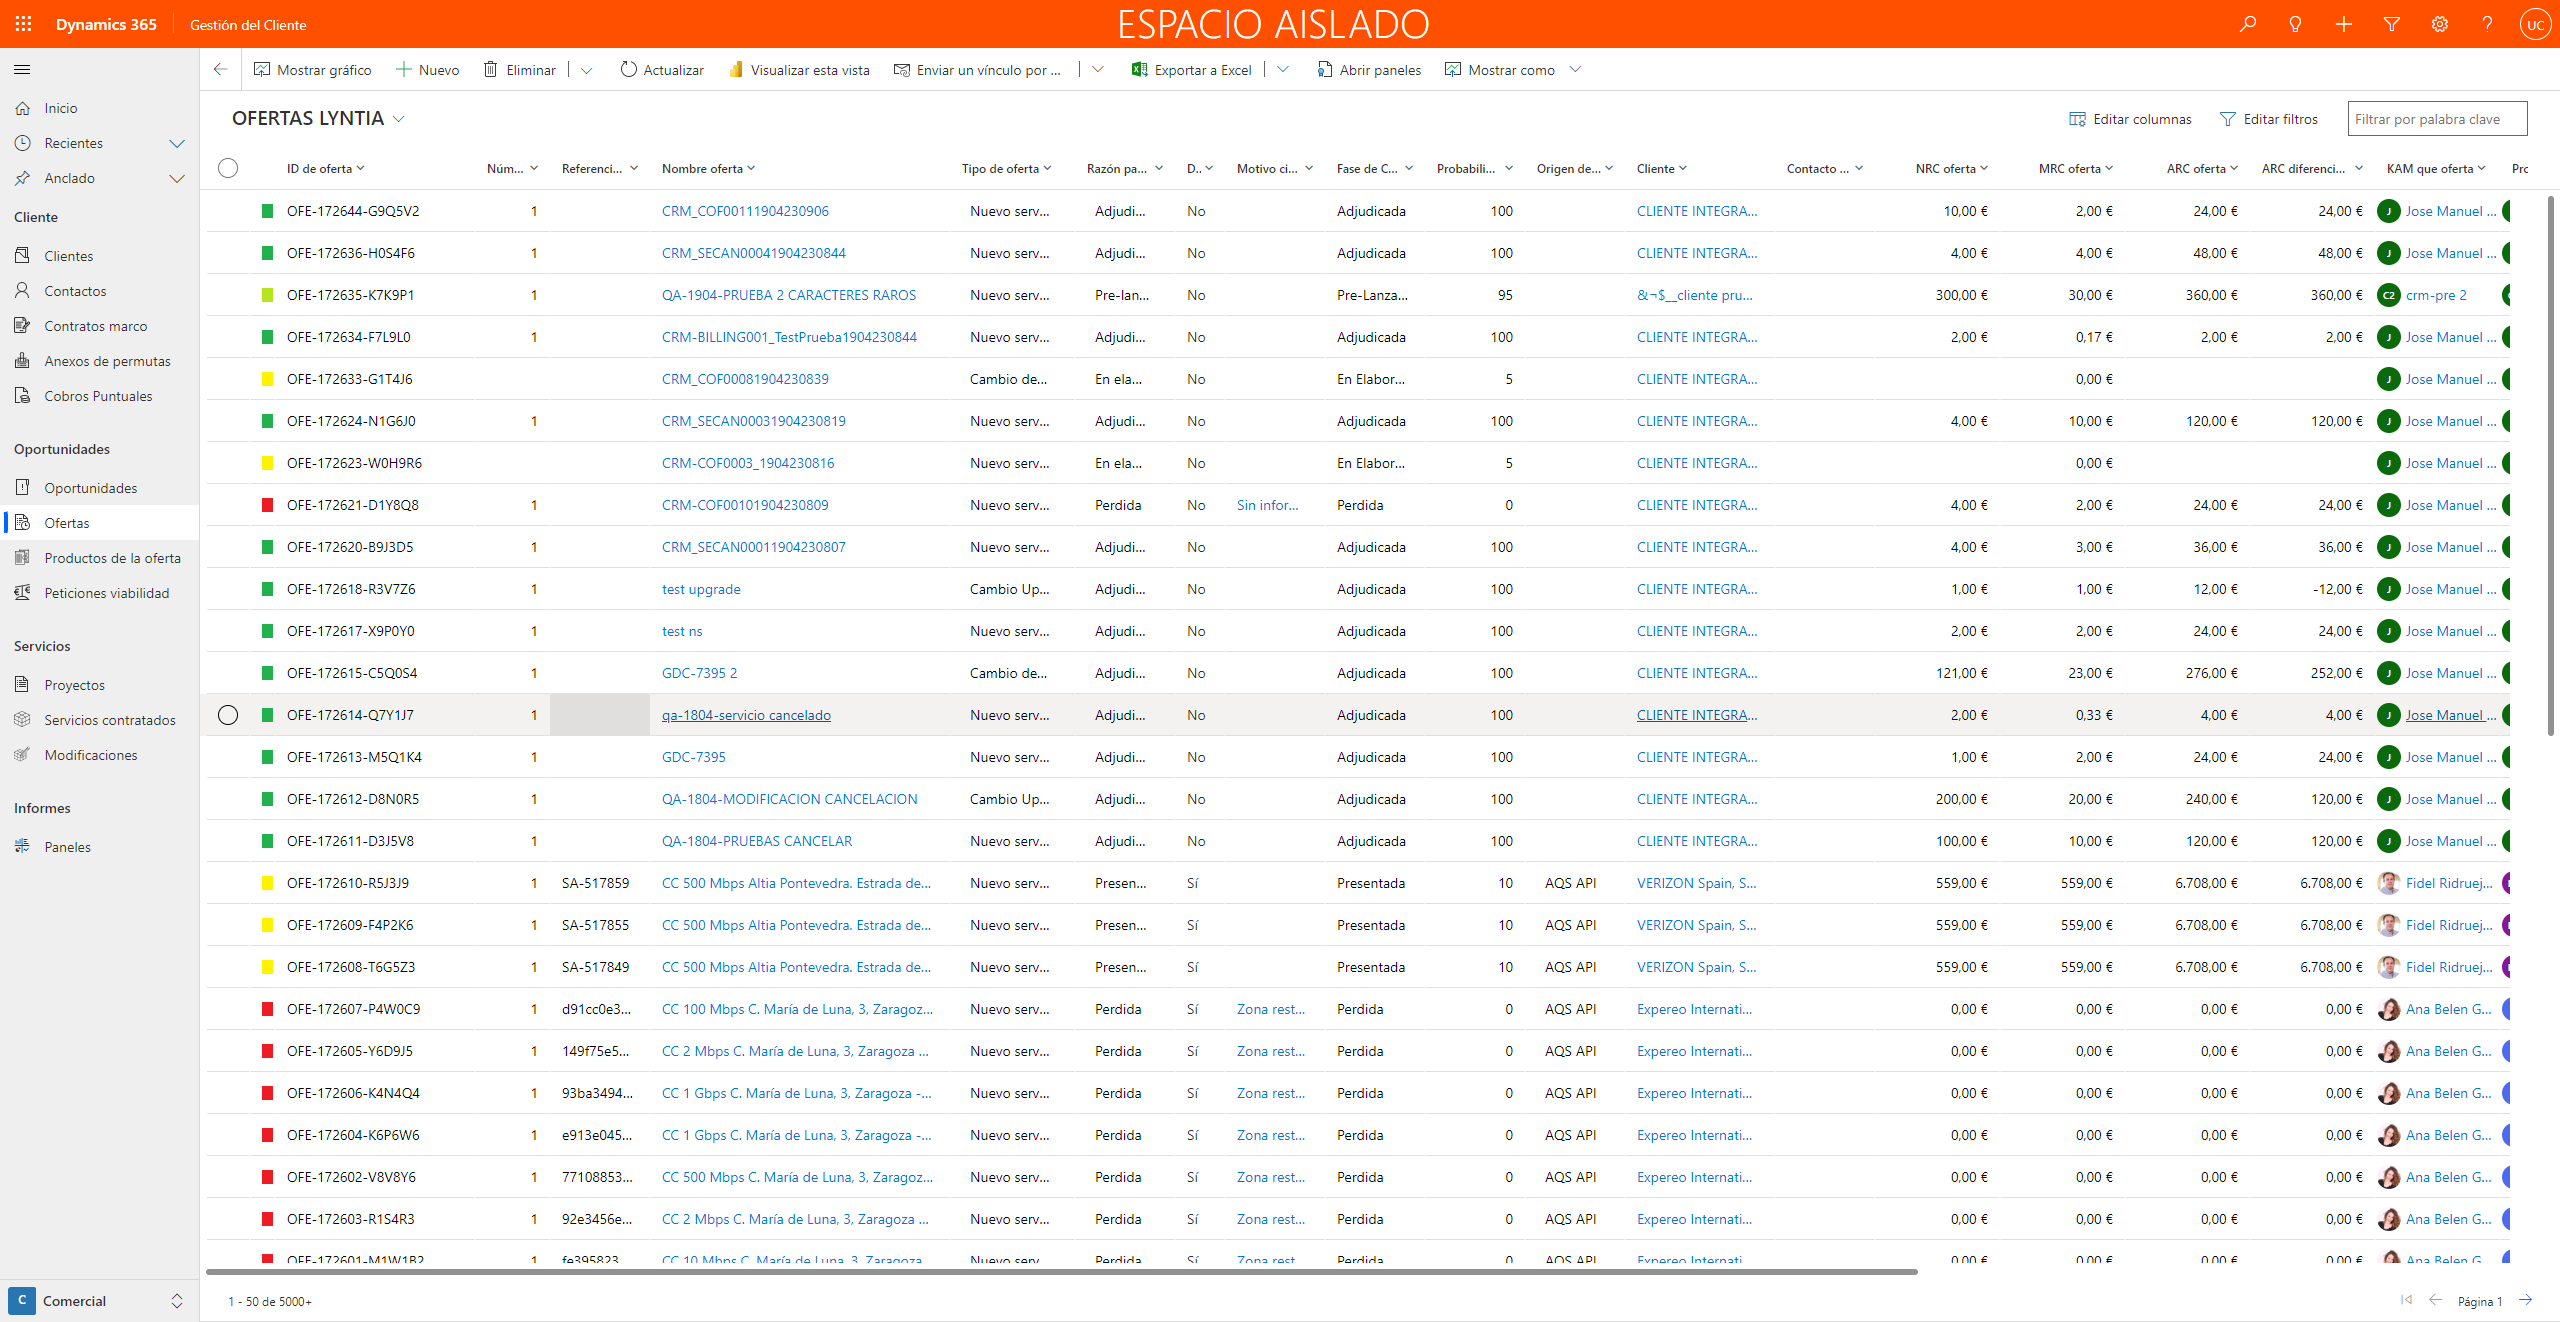 Dynamics 365 Gestión del Cliente ESPACIO AISLADO UC
Mostrar gráfico Nuevo Eliminar Actualizar Visualizar esta vista Enviar un vínculo por ... Exportar a Excel Abrir paneles Mostrar como
Inicio
Recientes
Anclado
Cliente
Clientes
Contactos
Contratos marco
Anexos de permutas
Cobros Puntuales
Oportunidades
Oportunidades
Ofertas
Productos de la oferta
Peticiones viabilidad
Servicios
Proyectos
Servicios contratados
Modificaciones
Informes
Paneles
C Comercial
OFERTAS LYNTIA Editar columnas Editar filtros Filtrar por palabra clave
ID de oferta Núm... Referenci... Nombre oferta Tipo de oferta Razón pa... D.. Motivo ci... Fase de C... Probabili... Origen de... Cliente Contacto ... NRC oferta MRC oferta ARC oferta ARC diferenci... KAM que oferta Prc
OFE-172644-G9Q5V2 1 CRM_COF00111904230906 Nuevo serv... Adjudi... No Adjudicada 100 CLIENTE INTEGRA... 10,00 € 2,00 € 24,00 € 24,00 € J Jose Manuel ...
OFE-172636-H0S4F6 1 CRM_SECAN00041904230844 Nuevo serv... Adjudi... No Adjudicada 100 CLIENTE INTEGRA... 4,00 € 4,00 € 48,00 € 48,00 € J Jose Manuel ...
OFE-172635-K7K9P1 1 QA-1904-PRUEBA 2 CARACTERES RAROS Nuevo serv... Pre-lan... No Pre-Lanza... 95 &¬$__cliente pru... 300,00 € 30,00 € 360,00 € 360,00 € C2 crm-pre 2
OFE-172634-F7L9L0 1 CRM-BILLING001_TestPrueba1904230844 Nuevo serv... Adjudi... No Adjudicada 100 CLIENTE INTEGRA... 2,00 € 0,17 € 2,00 € 2,00 € J Jose Manuel ...
OFE-172633-G1T4J6 CRM_COF00081904230839 Cambio de... En ela... No En Elabor... 5 CLIENTE INTEGRA... 0,00 € J Jose Manuel ...
OFE-172624-N1G6J0 1 CRM_SECAN00031904230819 Nuevo serv... Adjudi... No Adjudicada 100 CLIENTE INTEGRA... 4,00 € 10,00 € 120,00 € 120,00 € J Jose Manuel ...
OFE-172623-W0H9R6 CRM-COF0003_1904230816 Nuevo serv... En ela... No En Elabor... 5 CLIENTE INTEGRA... 0,00 € J Jose Manuel ...
OFE-172621-D1Y8Q8 1 CRM-COF00101904230809 Nuevo serv... Perdida No Sin infor... Perdida 0 CLIENTE INTEGRA... 4,00 € 2,00 € 24,00 € 24,00 € J Jose Manuel ...
OFE-172620-B9J3D5 1 CRM_SECAN00011904230807 Nuevo serv... Adjudi... No Adjudicada 100 CLIENTE INTEGRA... 4,00 € 3,00 € 36,00 € 36,00 € J Jose Manuel ...
OFE-172618-R3V7Z6 1 test upgrade Cambio Up... Adjudi... No Adjudicada 100 CLIENTE INTEGRA... 1,00 € 1,00 € 12,00 € -12,00 € J Jose Manuel ...
OFE-172617-X9P0Y0 1 test ns Nuevo serv... Adjudi... No Adjudicada 100 CLIENTE INTEGRA... 2,00 € 2,00 € 24,00 € 24,00 € J Jose Manuel ...
OFE-172615-C5Q0S4 1 GDC-7395 2 Cambio de... Adjudi... No Adjudicada 100 CLIENTE INTEGRA... 121,00 € 23,00 € 276,00 € 252,00 € J Jose Manuel ...
OFE-172614-Q7Y1J7 1 qa-1804-servicio cancelado Nuevo serv... Adjudi... No Adjudicada 100 CLIENTE INTEGRA... 2,00 € 0,33 € 4,00 € 4,00 € J Jose Manuel ...
OFE-172613-M5Q1K4 1 GDC-7395 Nuevo serv... Adjudi... No Adjudicada 100 CLIENTE INTEGRA... 1,00 € 2,00 € 24,00 € 24,00 € J Jose Manuel ...
OFE-172612-D8N0R5 1 QA-1804-MODIFICACION CANCELACION Cambio Up... Adjudi... No Adjudicada 100 CLIENTE INTEGRA... 200,00 € 20,00 € 240,00 € 120,00 € J Jose Manuel ...
OFE-172611-D3J5V8 1 QA-1804-PRUEBAS CANCELAR Nuevo serv... Adjudi... No Adjudicada 100 CLIENTE INTEGRA... 100,00 € 10,00 € 120,00 € 120,00 € J Jose Manuel ...
OFE-172610-R5J3J9 1 SA-517859 CC 500 Mbps Altia Pontevedra. Estrada de... Nuevo serv... Presen... Sí Presentada 10 AQS API VERIZON Spain, S... 559,00 € 559,00 € 6.708,00 € 6.708,00 € Fidel Ridruej...
OFE-172609-F4P2K6 1 SA-517855 CC 500 Mbps Altia Pontevedra. Estrada de... Nuevo serv... Presen... Sí Presentada 10 AQS API VERIZON Spain, S... 559,00 € 559,00 € 6.708,00 € 6.708,00 € Fidel Ridruej...
OFE-172608-T6G5Z3 1 SA-517849 CC 500 Mbps Altia Pontevedra. Estrada de... Nuevo serv... Presen... Sí Presentada 10 AQS API VERIZON Spain, S... 559,00 € 559,00 € 6.708,00 € 6.708,00 € Fidel Ridruej...
OFE-172607-P4W0C9 1 d91cc0e3... CC 100 Mbps C. María de Luna, 3, Zaragoz... Nuevo serv... Perdida Sí Zona rest... Perdida 0 AQS API Expereo Internati... 0,00 € 0,00 € 0,00 € 0,00 € Ana Belen G...
OFE-172605-Y6D9J5 1 149f75e5... CC 2 Mbps C. María de Luna, 3, Zaragoza ... Nuevo serv... Perdida Sí Zona rest... Perdida 0 AQS API Expereo Internati... 0,00 € 0,00 € 0,00 € 0,00 € Ana Belen G...
OFE-172606-K4N4Q4 1 93ba3494... CC 1 Gbps C. María de Luna, 3, Zaragoza -... Nuevo serv... Perdida Sí Zona rest... Perdida 0 AQS API Expereo Internati... 0,00 € 0,00 € 0,00 € 0,00 € Ana Belen G...
OFE-172604-K6P6W6 1 e913e045... CC 1 Gbps C. María de Luna, 3, Zaragoza -... Nuevo serv... Perdida Sí Zona rest... Perdida 0 AQS API Expereo Internati... 0,00 € 0,00 € 0,00 € 0,00 € Ana Belen G...
OFE-172602-V8V8Y6 1 77108853... CC 500 Mbps C. María de Luna, 3, Zaragoz... Nuevo serv... Perdida Sí Zona rest... Perdida 0 AQS API Expereo Internati... 0,00 € 0,00 € 0,00 € 0,00 € Ana Belen G...
OFE-172603-R1S4R3 1 92e3456e... CC 2 Mbps C. María de Luna, 3, Zaragoza ... Nuevo serv... Perdida Sí Zona rest... Perdida 0 AQS API Expereo Internati... 0,00 € 0,00 € 0,00 € 0,00 € Ana Belen G...
OFE-172601-M1W1B2 1 fe395823 CC 10 Mbps C. María de Luna, 3, Zaragoza Nuevo serv Perdida Sí Zona rest Perdida 0 AQS API Expereo Internati 0,00 € 0,00 € 0,00 € 0,00 € Ana Belen G
1 - 50 de 5000+ Página 1